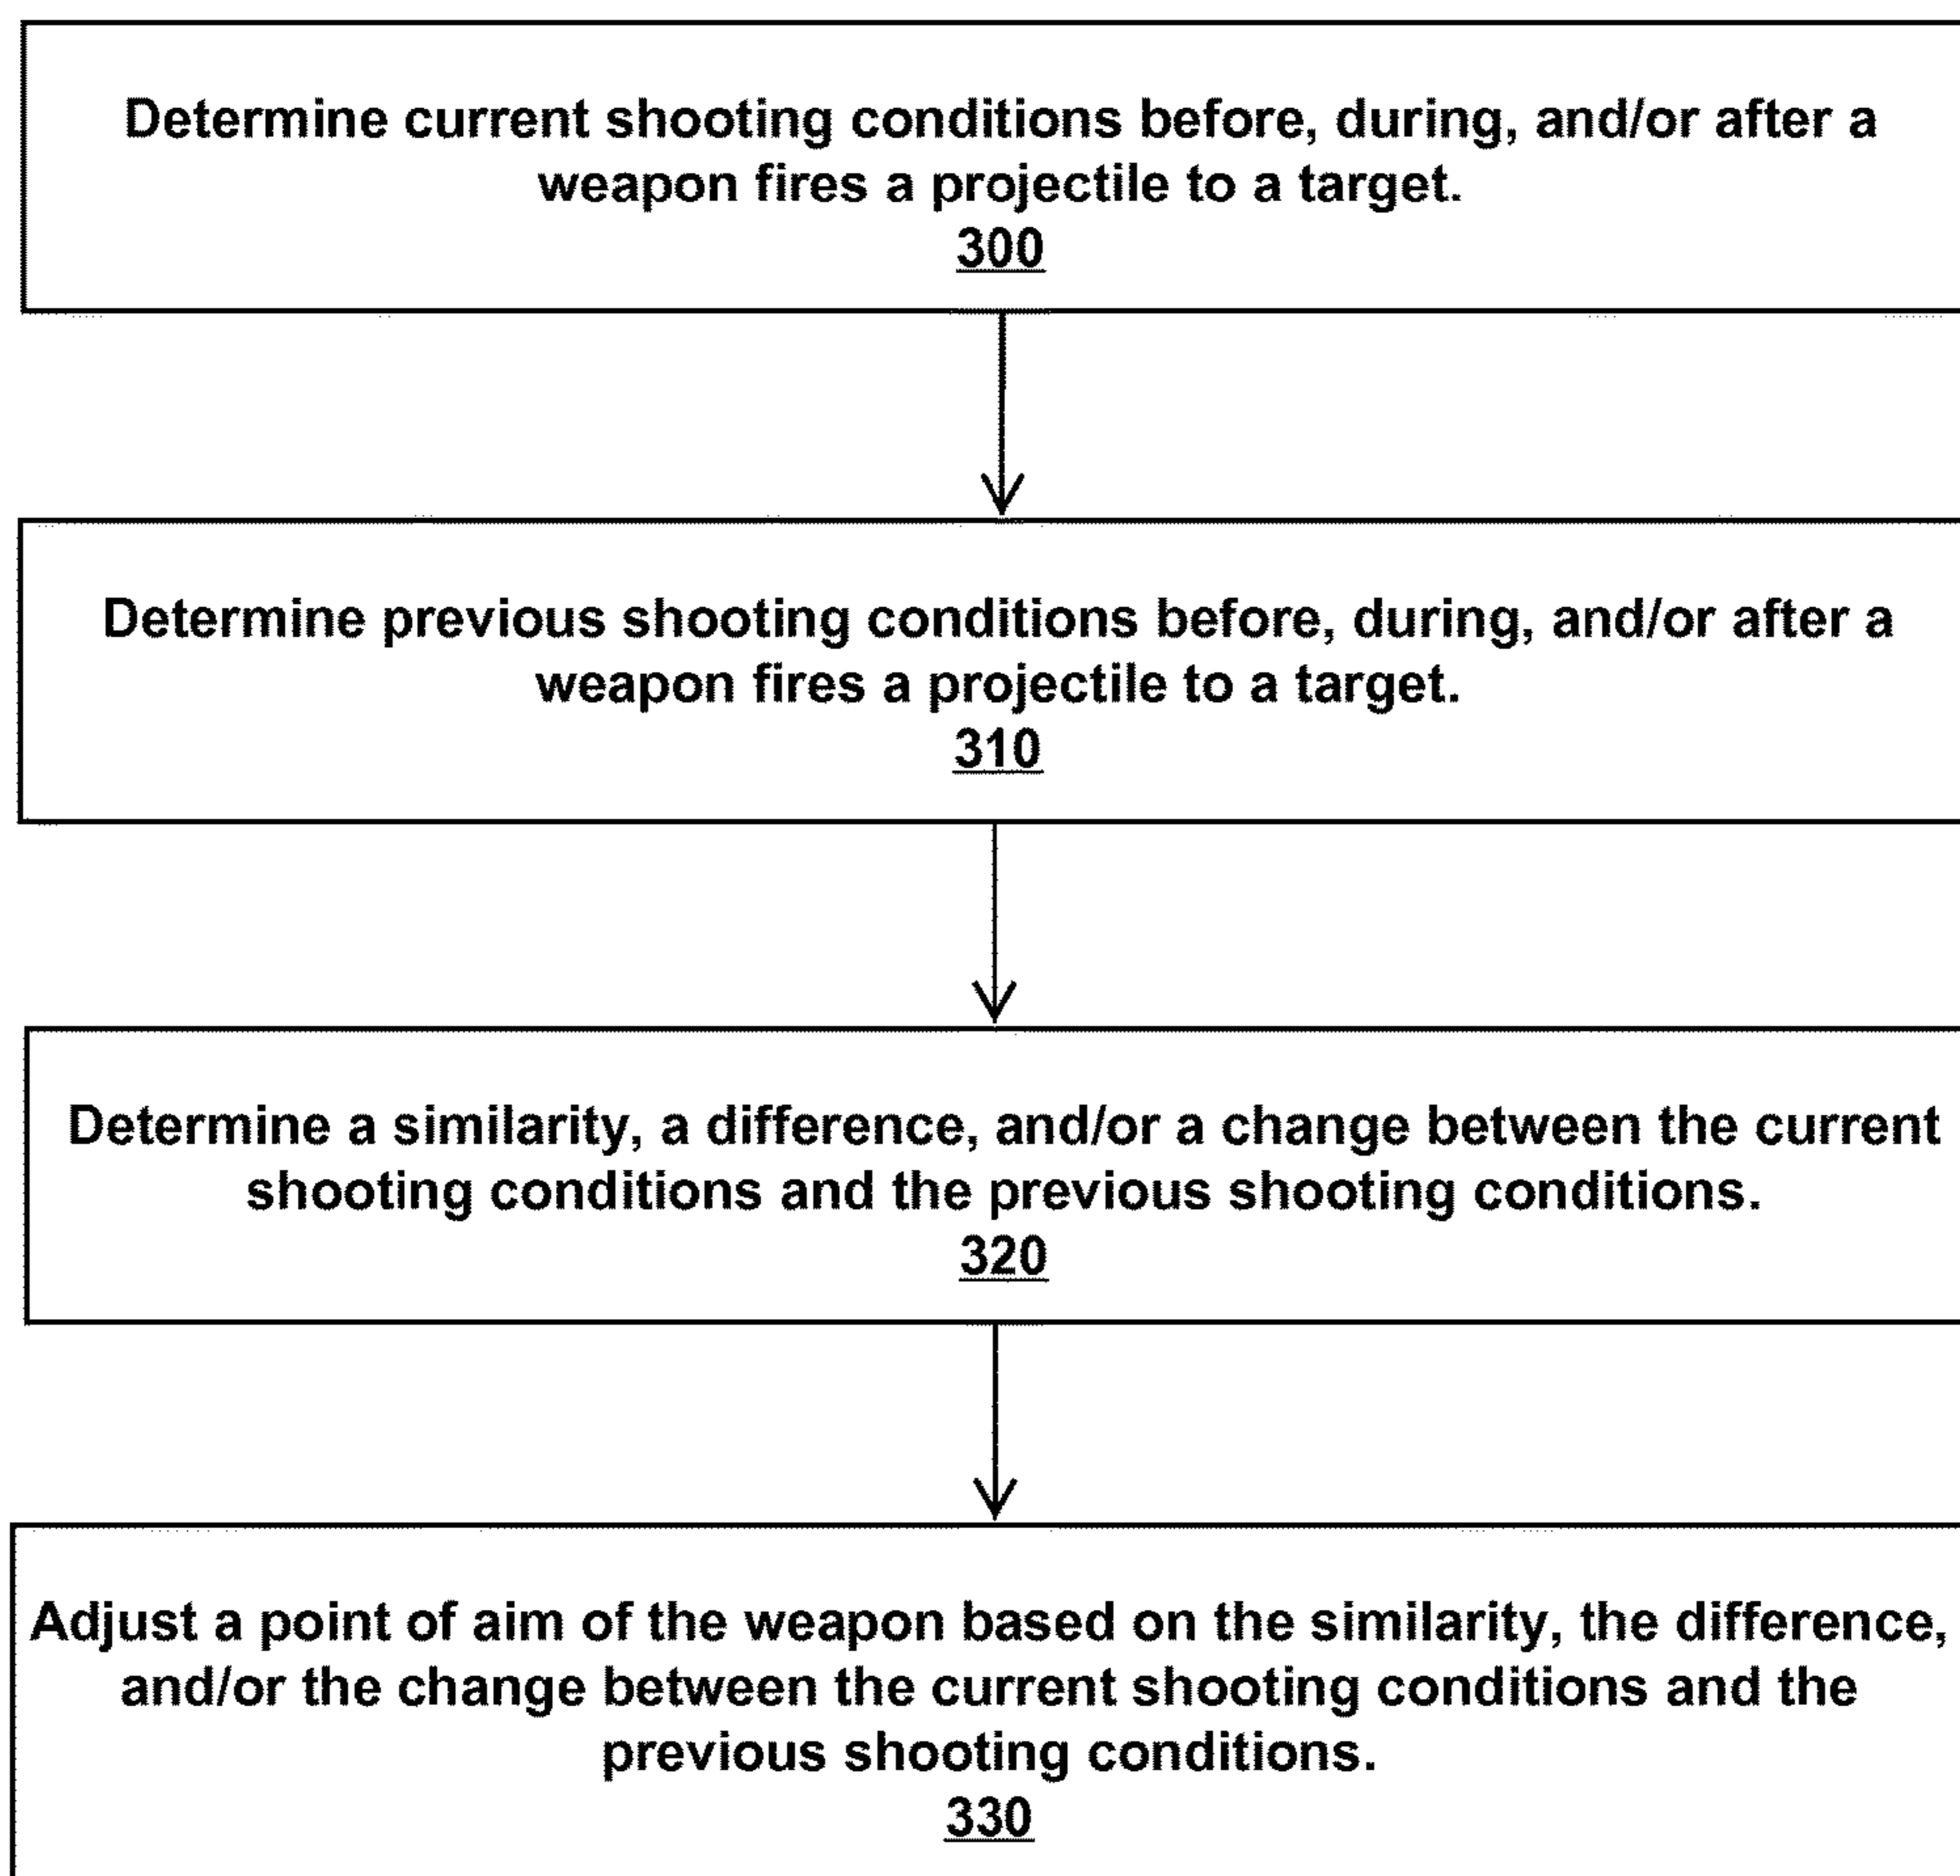 Determine current shooting conditions before, during, and/or after a
weapon fires a projectile to a target.
300
Determine previous shooting conditions before, during, and/or after a
weapon fires a projectile to a target.
310
Determine a similarity, a difference, and/or a change between the current
shooting conditions and the previous shooting conditions.
320
Adjust a point of aim of the weapon based on the similarity, the difference,
and/or the change between the current shooting conditions and the
previous shooting conditions.
330